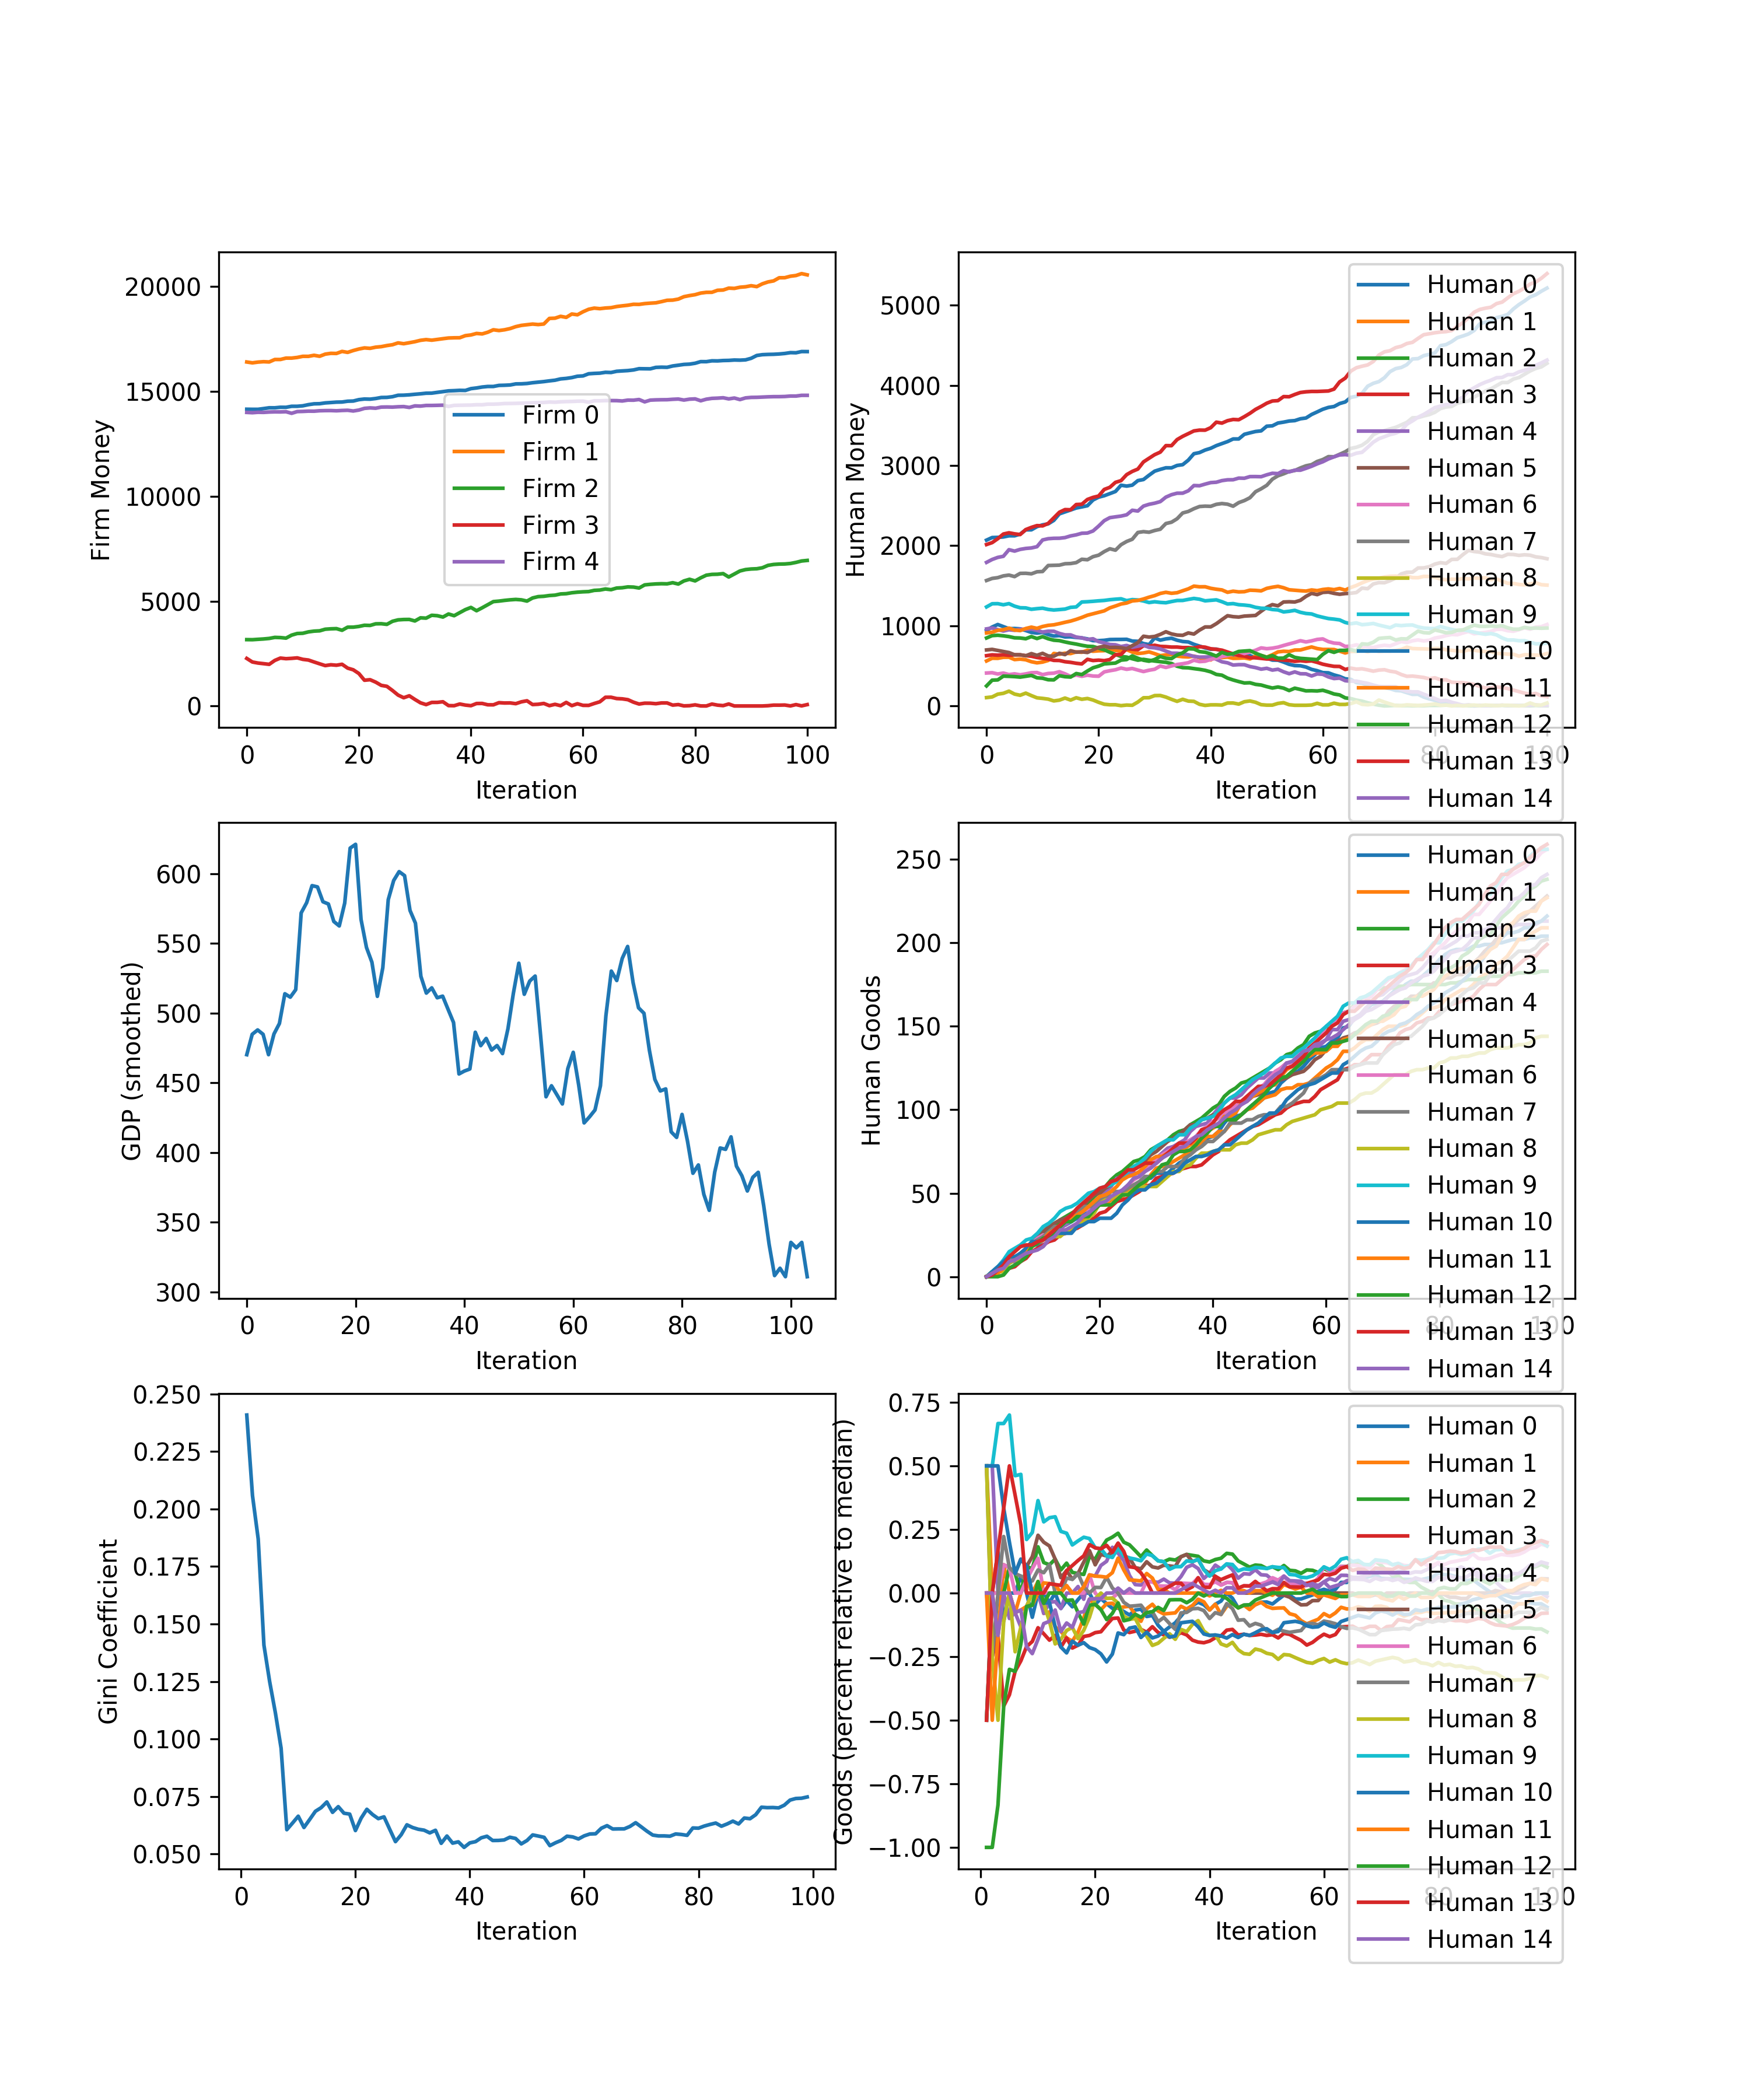 20000
15000
10000
5000
0
Firm Money
Firm 0
Firm 1
Firm 2
Firm 3
Firm 4
0 20 40 60 80 100
Iteration
5000
4000
3000
2000
1000
0
Human Money
Human 0
Human 1
Human 2
Human 3
Human 4
Human 5
Human 6
Human 7
Human 8
Human 9
Human 10
Human 11
Human 12
Human 13
Human 14
0 20 40 60 80 100
Iteration
600
550
500
450
400
350
300
GDP (smoothed)
0 20 40 60 80 100
Iteration
250
200
150
100
50
0
Human Goods
Human 0
Human 1
Human 2
Human 3
Human 4
Human 5
Human 6
Human 7
Human 8
Human 9
Human 10
Human 11
Human 12
Human 13
Human 14
0 20 40 60 80 100
Iteration
0.250
0.225
0.200
0.175
0.150
0.125
0.100
0.075
0.050
Gini Coefficient
0 20 40 60 80 100
Iteration
0.75
0.50
0.25
0.00
−0.25
−0.50
−0.75
−1.00
Goods (percent relative to median)
Human 0
Human 1
Human 2
Human 3
Human 4
Human 5
Human 6
Human 7
Human 8
Human 9
Human 10
Human 11
Human 12
Human 13
Human 14
0 20 40 60 80 100
Iteration